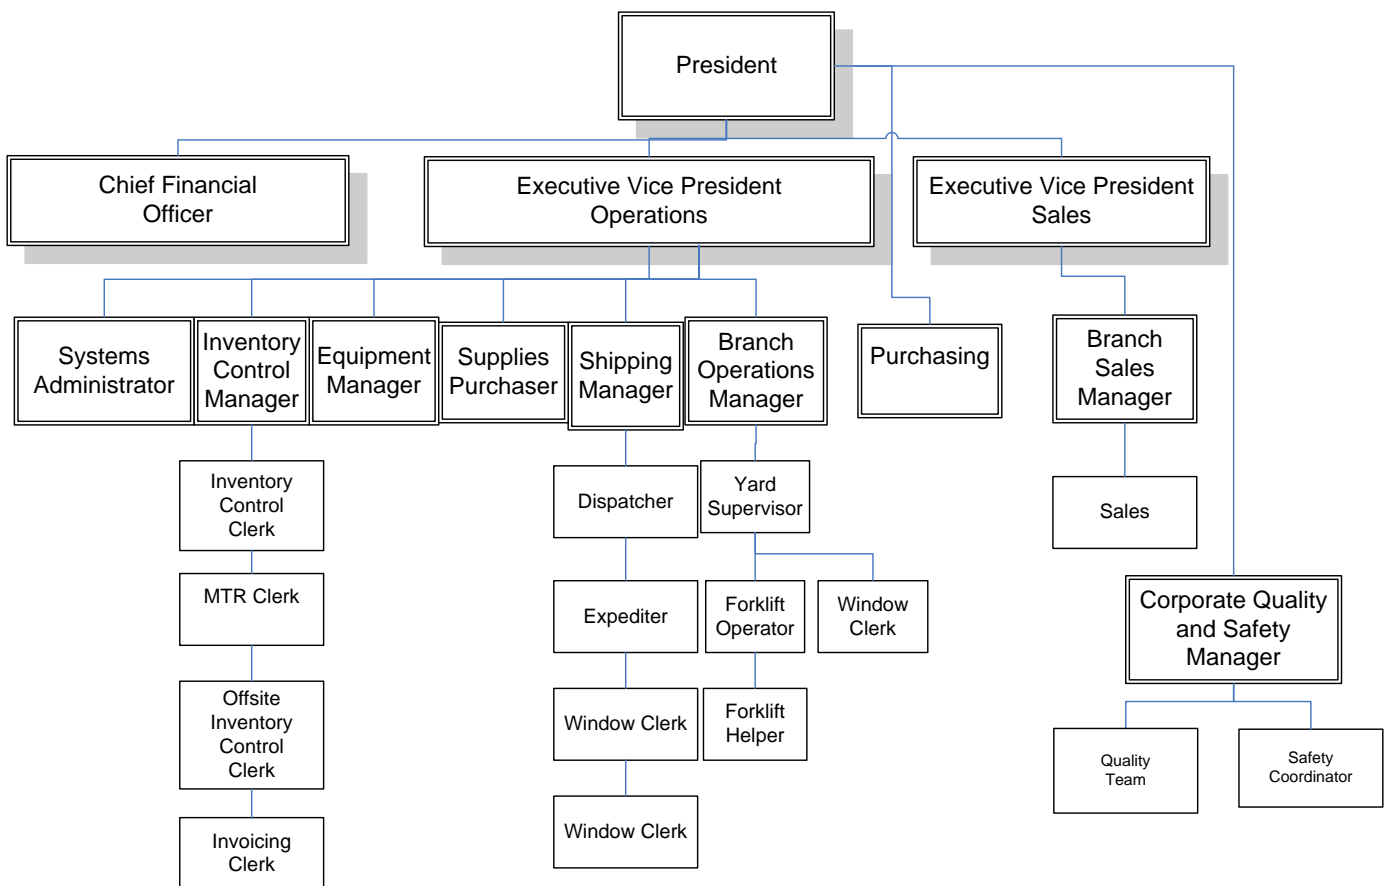 President
Chief Financial
Officer
Executive Vice President
Operations
Executive Vice President
Sales
Systems
Administrator
Inventory
Control
Manager
Equipment
Manager
Supplies
Purchaser
Shipping
Manager
Branch
Operations
Manager
Purchasing
Branch
Sales
Manager
Inventory
Control
Clerk
Dispatcher
Yard
Supervisor
Sales
MTR Clerk
Expediter
Forklift
Operator
Window
Clerk
Corporate Quality
and Safety
Manager
Offsite
Inventory
Control
Clerk
Window Clerk
Forklift
Helper
Quality
Team
Safety
Coordinator
Invoicing
Clerk
Window Clerk